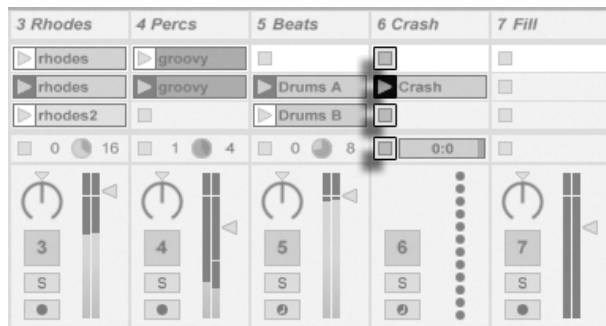 3 Rhodes 4 Percs 5 Beats 6 Crash 7 Fill
rhodes groovy
rhodes groovy Drums A Crash
rhodes2 Drums B
0 16 1 4 0 8 0:0
3 4 5 6 7
S S S S S